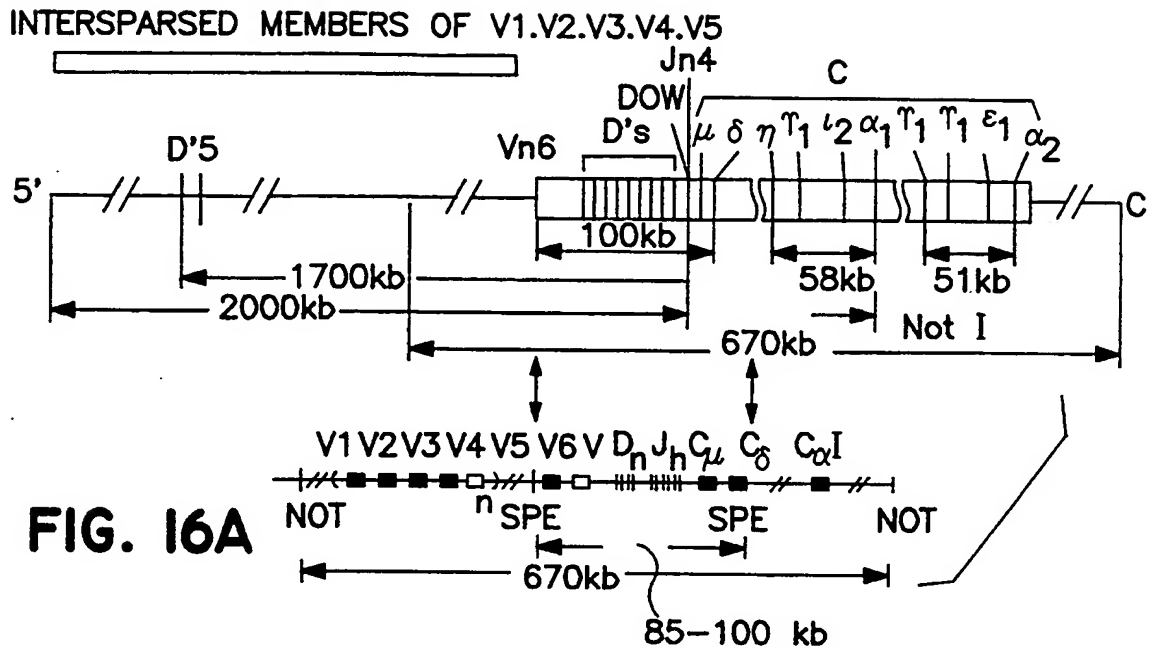 INTERSPARSED MEMBERS OF V1.V2.V3.V4.V5
Jn4
C
DOW
D's
Vn6
μ δ η ϒ1 ι2 α1 ϒ1 ϒ1 ε1 α2
D'5
5'
C
100kb
1700kb
58kb
51kb
2000kb
Not I
670kb
V1 V2 V3 V4 V5 V6 V Dn Jh Cμ Cδ CαI
n
NOT
SPE
SPE
NOT
FIG. 16A
670kb
85-100 kb